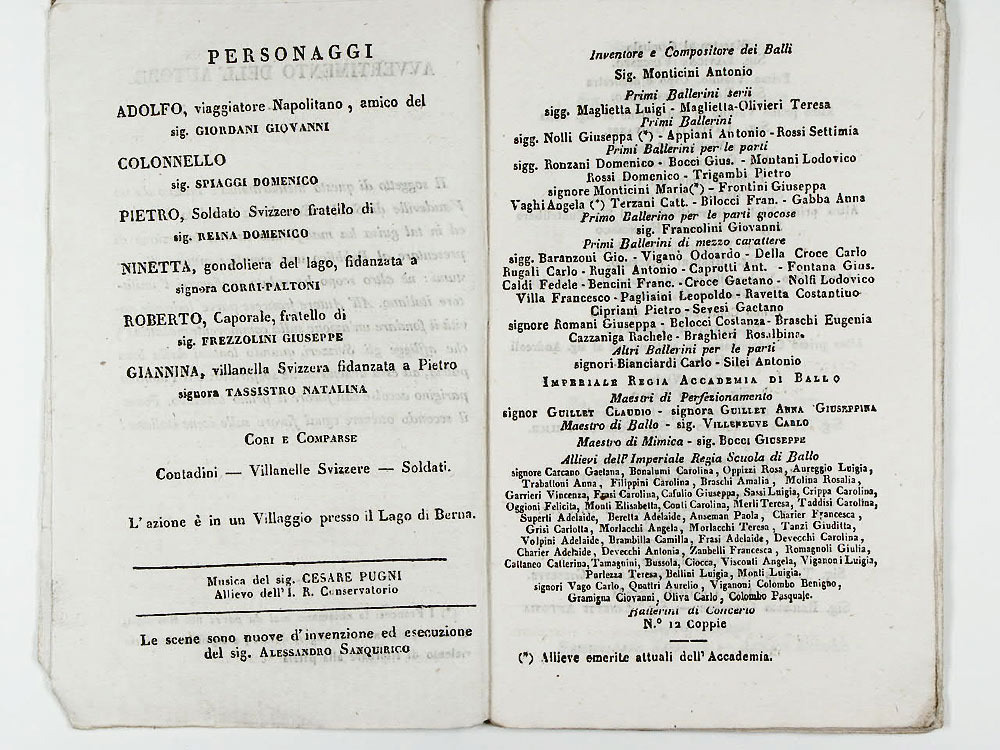 PERSONAGGI
ADOLFO, viaggiatore Napolitano, amico del
sig. GIORDANI GIOVANNI
COLONNELLO
sig. SPIAGGI DOMENICO
PIETRO, Soldato Svizzero fratello di
sig. REINA DOMENICO
NINETTA, gondoliera del lago, fidanzata a
signora CORRI-PALTONI
ROBERTO, Caporale, fratello di
sig. FREZZOLINI GIUSEPPE
GIANNINA, villanella Svizzera fidanzata a Pietro
signora TASSISTRO NATALINA
CORI E COMPARSE
Contadini — Villanelle Svizzere — Soldati.
L'azione è in un Villaggio presso il Lago di Berna.
Musica del sig. CESARE PUGNI
Allievo dell'I. R. Conservatorio
Le scene sono nuove d'invenzione ed esecuzione
del sig. ALESSANDRO SANQUIRICO
Inventore e Compositore dei Balli
Sig. Monticini Antonio
Primi Ballerini serii
sigg. Maglietta Luigi - Maglietta-Olivieri Teresa
Primi Ballerini
sigg. Nolli Giuseppa (*) - Appiani Antonio - Rossi Settimia
Primi Ballerini per le parti
sigg. Ronzani Domenico - Bocci Gius. - Montani Lodovico
Rossi Domenico - Trigambi Pietro
signore Monticini Maria(*) - Frontini Giuseppa
Vaghi Angela (*) Terzani Catt. - Bilocci Fran. - Gabba Anna
Primo Ballerino per le parti giocose
sig. Francolini Giovanni
Primi Ballerini di mezzo carattere
sigg. Baranzoni Gio. - Viganò Odoardo - Della Croce Carlo
Rugali Carlo - Rugali Antonio - Caprotti Ant. - Fontana Gius.
Caldi Fedele - Bencini Franc. - Croce Gaetano - Nolfi Lodovico
Villa Francesco - Pagliaini Leopoldo - Ravetta Costantino
Cipriani Pietro - Sevesi Gaetano
signore Romani Giuseppa - Belocci Costanza - Braschi Eugenia
Cazzaniga Rachele - Braghieri Rosalbina.
Altri Ballerini per le parti
signori Bianciardi Carlo - Silei Antonio
IMPERIALE REGIA ACCADEMIA DI BALLO
Maestri di Perfezionamento
signor GUILLET CLAUDIO - signora GUILLET ANNA GIUSEPPINA
Maestro di Ballo - sig. VILLENEUVE CARLO
Maestro di Mimica - sig. BOCCI GIUSEPPE
Allievi dell'Imperiale Regia Scuola di Ballo
signore Carcano Gaetana, Bonalumi Carolina, Oppizzi Rosa, Aureggio Luigia,
Traballoni Anna, Filippini Carolina, Braschi Amalia, Molina Rosalia,
Garrieri Vincenza, Frasi Carolina, Cafulio Giuseppa, Sassi Luigia, Crippa Carolina,
Oggioni Felicita, Monti Elisabetta, Conti Carolina, Merli Teresa, Taddisi Carolina,
Superti Adelaide, Beretta Adelaide, Anseman Paola, Charier Francesca,
Grisi Carlotta, Morlacchi Angela, Morlacchi Teresa, Tanzi Giuditta,
Volpini Adelaide, Brambilla Camilla, Frasi Adelaide, Devecchi Carolina,
Charier Adelaide, Devecchi Antonia, Zambelli Francesca, Romagnoli Giulia,
Cattaneo Catterina, Tamagnini, Bussola, Ciocca, Visconti Angela, Viganoni Luigia,
Porlezza Teresa, Bellini Luigia, Monti Luigia.
signori Vago Carlo, Quattri Aurelio, Viganoni Colombo Benigno,
Gramigna Giovanni, Oliva Carlo, Colombo Pasquale.
Ballerini di Concerto
N.° 12 Coppie
(*) Allieve emerite attuali dell'Accademia.